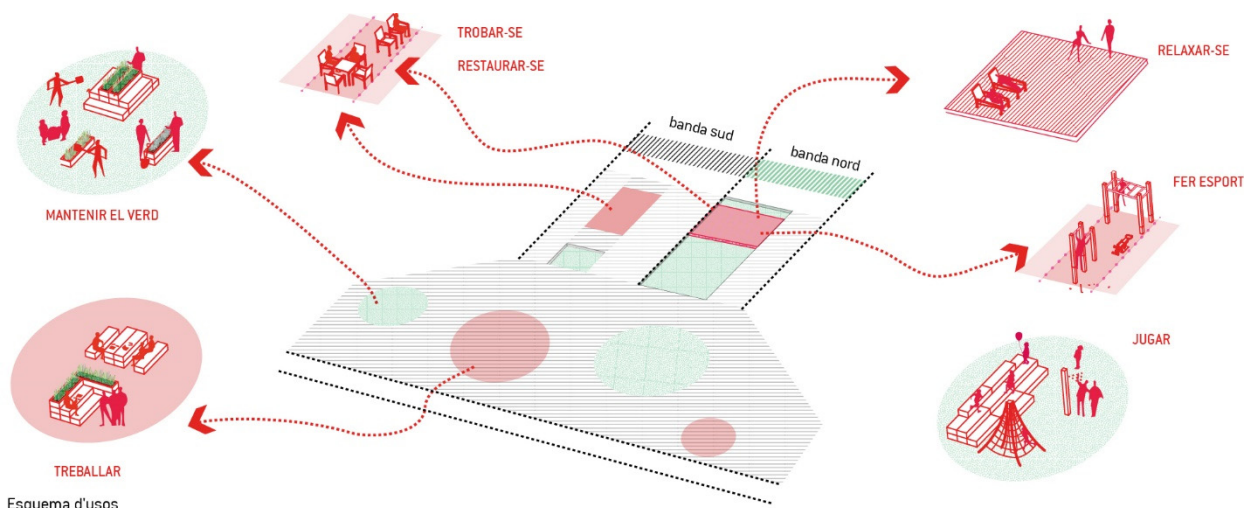 TROBAR-SE
RESTAURAR-SE
RELAXAR-SE
banda sud
banda nord
FER ESPORT
MANTENIR EL VERD
JUGAR
TREBALLAR
Esquema d'usos